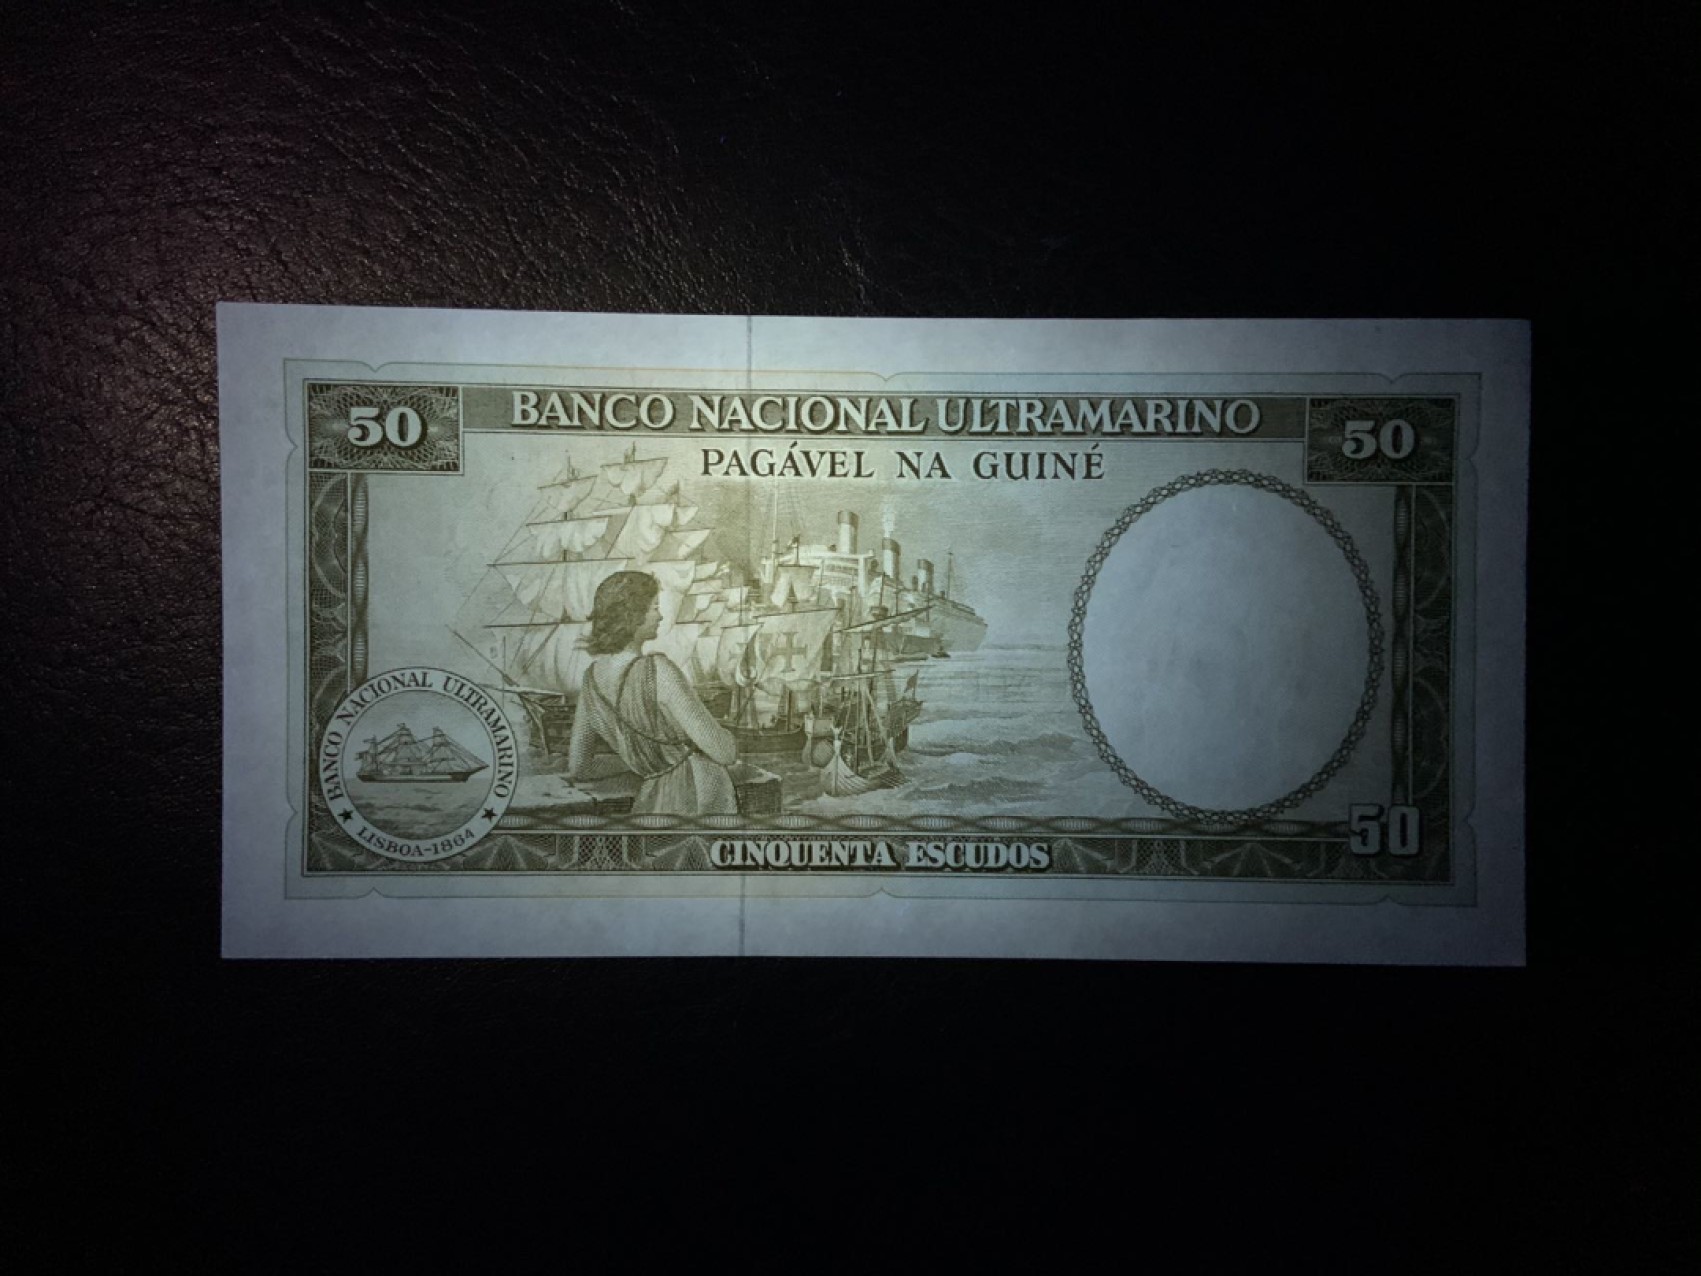 50 BANCO NACIONAL ULTRAMARINO 50
PAGÁVEL NA GUINÉ
BANCO NACIONAL ULTRAMARINO
★ LISBOA-1864 ★
CINQUENTA ESCUDOS
50